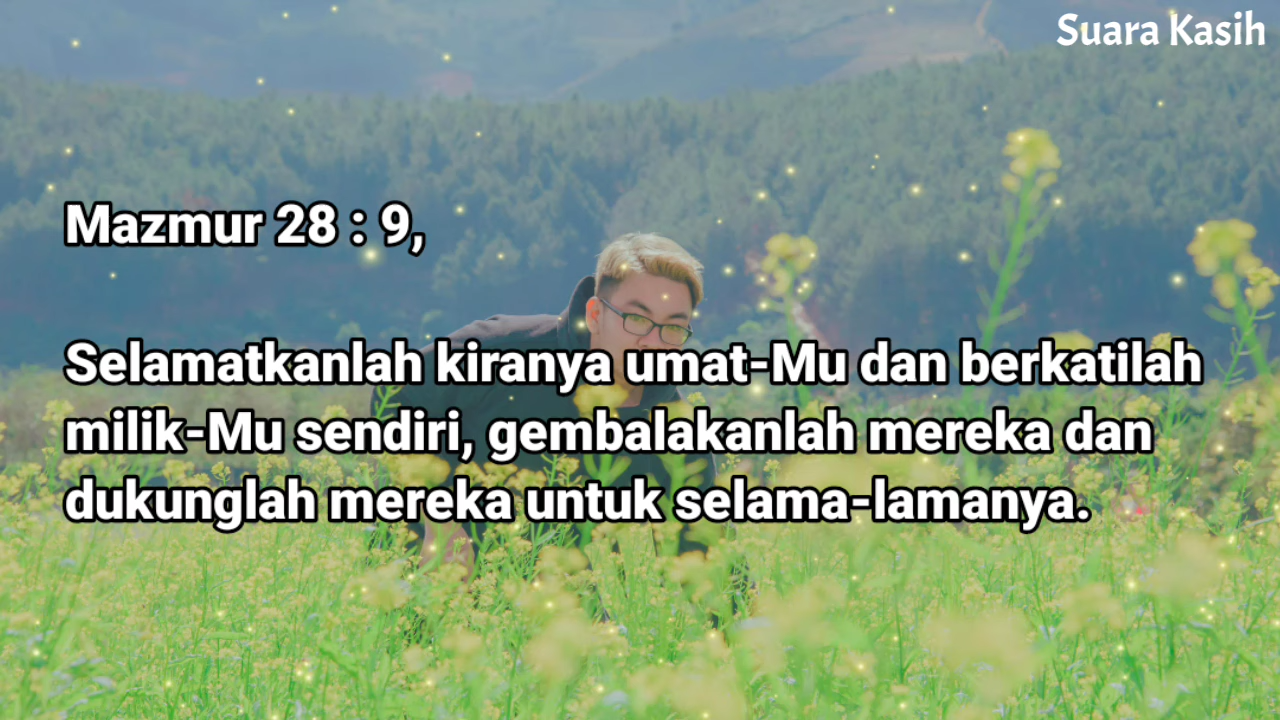 Suara Kasih
Mazmur 28 : 9,
Selamatkanlah kiranya umat-Mu dan berkatilah
milik-Mu sendiri, gembalakanlah mereka dan
dukunglah mereka untuk selama-lamanya.